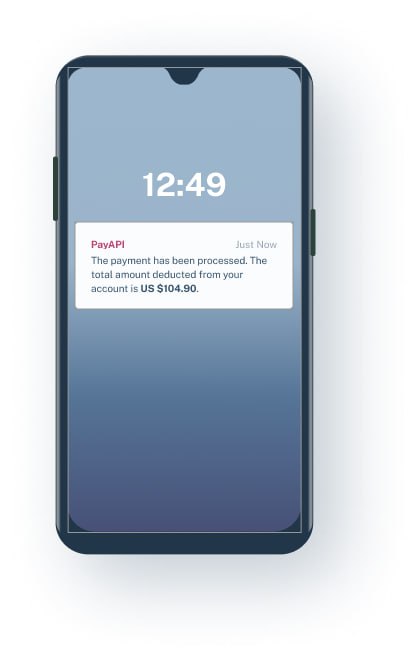 12:49
PayAPI Just Now
The payment has been processed. The
total amount deducted from your
account is US $104.90.